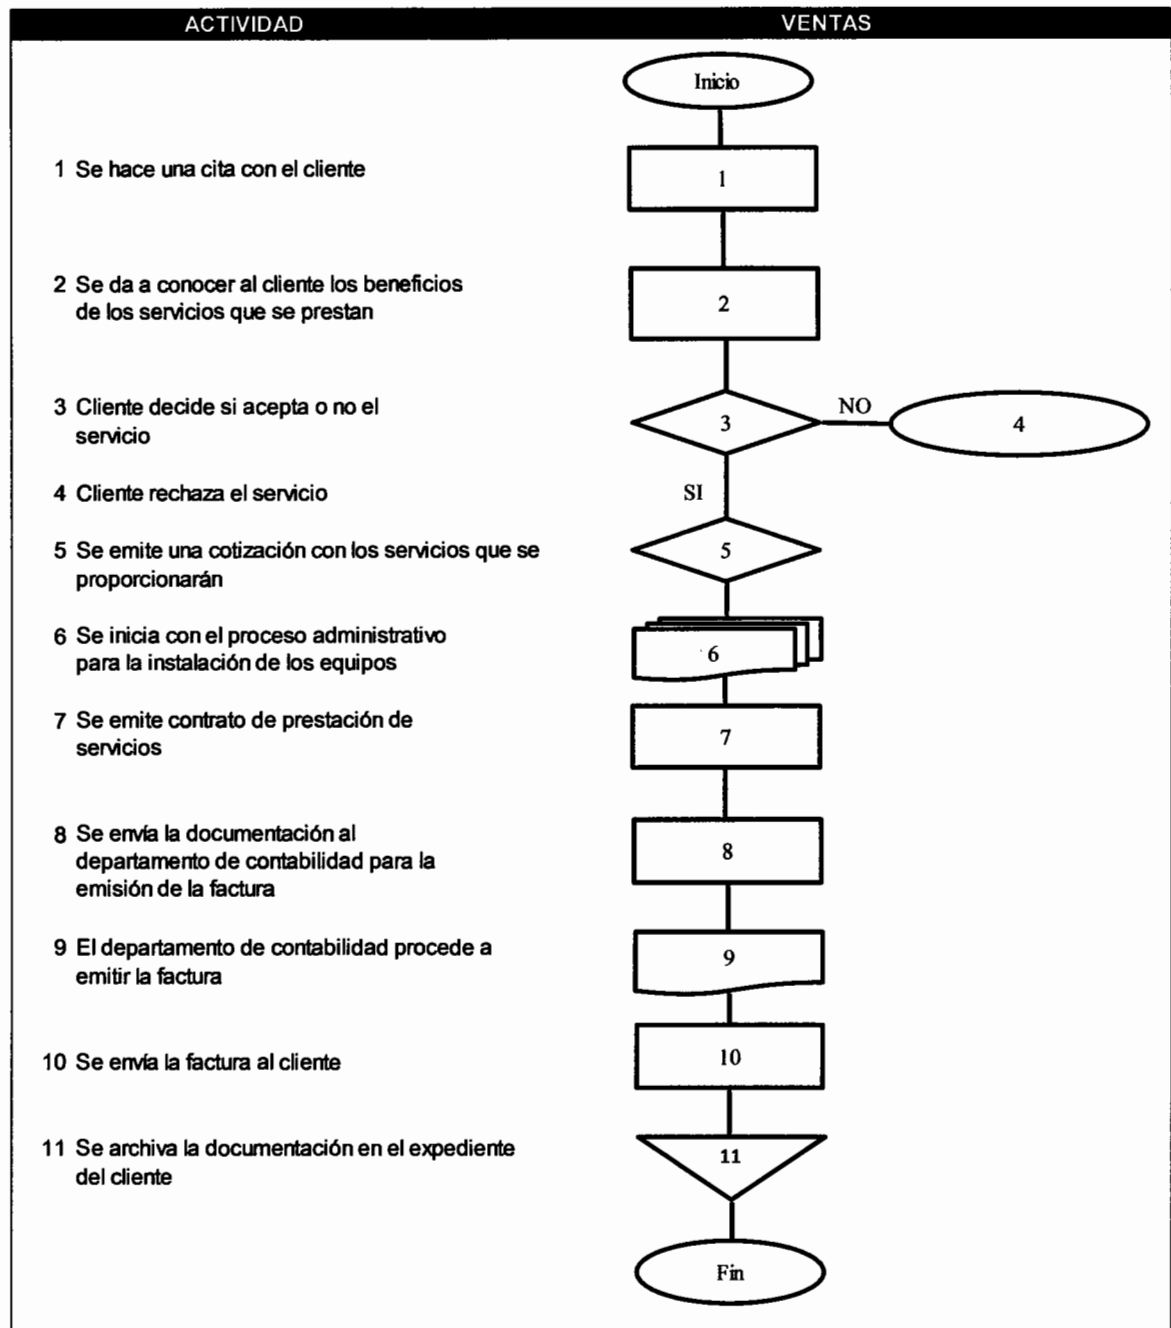 ACTIVIDAD VENTAS
Inicio
1 Se hace una cita con el cliente
1
2 Se da a conocer al cliente los beneficios
de los servicios que se prestan
2
3 Cliente decide si acepta o no el
servicio
3
NO
4
4 Cliente rechaza el servicio
SI
5 Se emite una cotización con los servicios que se
proporcionarán
5
6 Se inicia con el proceso administrativo
para la instalación de los equipos
6
7 Se emite contrato de prestación de
servicios
7
8 Se envía la documentación al
departamento de contabilidad para la
emisión de la factura
8
9 El departamento de contabilidad procede a
emitir la factura
9
10 Se envía la factura al cliente
10
11 Se archiva la documentación en el expediente
del cliente
11
Fin